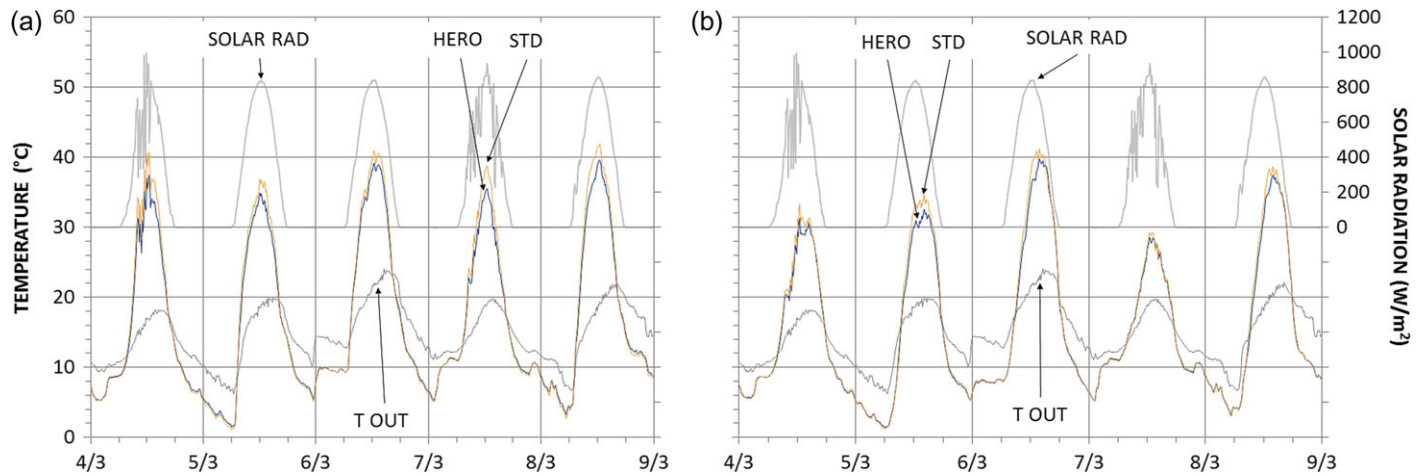 (a)
60
50
40
30
20
10
0
TEMPERATURE (°C)
SOLAR RAD
HERO
STD
T OUT
4/3 5/3 6/3 7/3 8/3 9/3
(b)
HERO
STD
SOLAR RAD
T OUT
4/3 5/3 6/3 7/3 8/3 9/3
1200
1000
800
600
400
200
0
SOLAR RADIATION (W/m²)